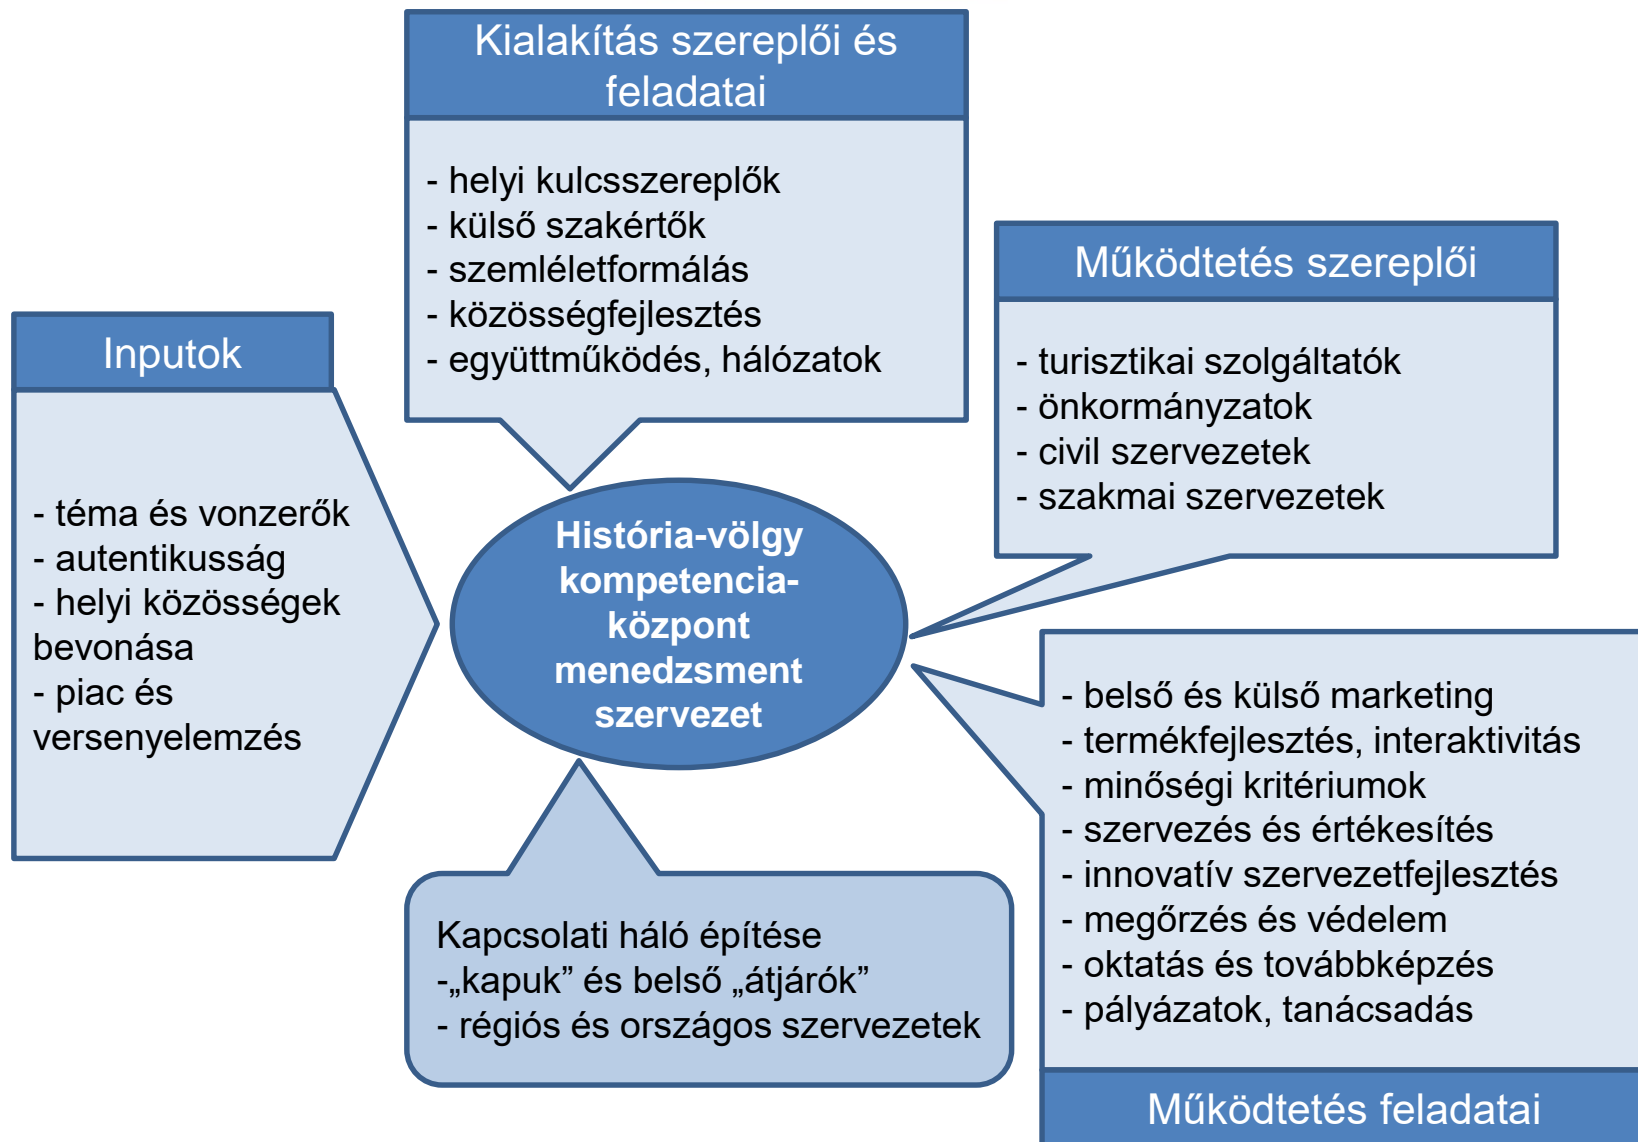 Kialakítás szereplői és
feladatai
- helyi kulcsszereplők
- külső szakértők
- szemléletformálás
- közösségfejlesztés
- együttműködés, hálózatok
Működtetés szereplői
- turisztikai szolgáltatók
- önkormányzatok
- civil szervezetek
- szakmai szervezetek
Inputok
- téma és vonzerők
- autentikusság
- helyi közösségek
bevonása
- piac és
versenyelemzés
História-völgy
kompetencia-
központ
menedzsment
szervezet
- belső és külső marketing
- termékfejlesztés, interaktivitás
- minőségi kritériumok
- szervezés és értékesítés
- innovatív szervezetfejlesztés
- megőrzés és védelem
- oktatás és továbbképzés
- pályázatok, tanácsadás
Működtetés feladatai
Kapcsolati háló építése
-„kapuk” és belső „átjárók”
- régiós és országos szervezetek